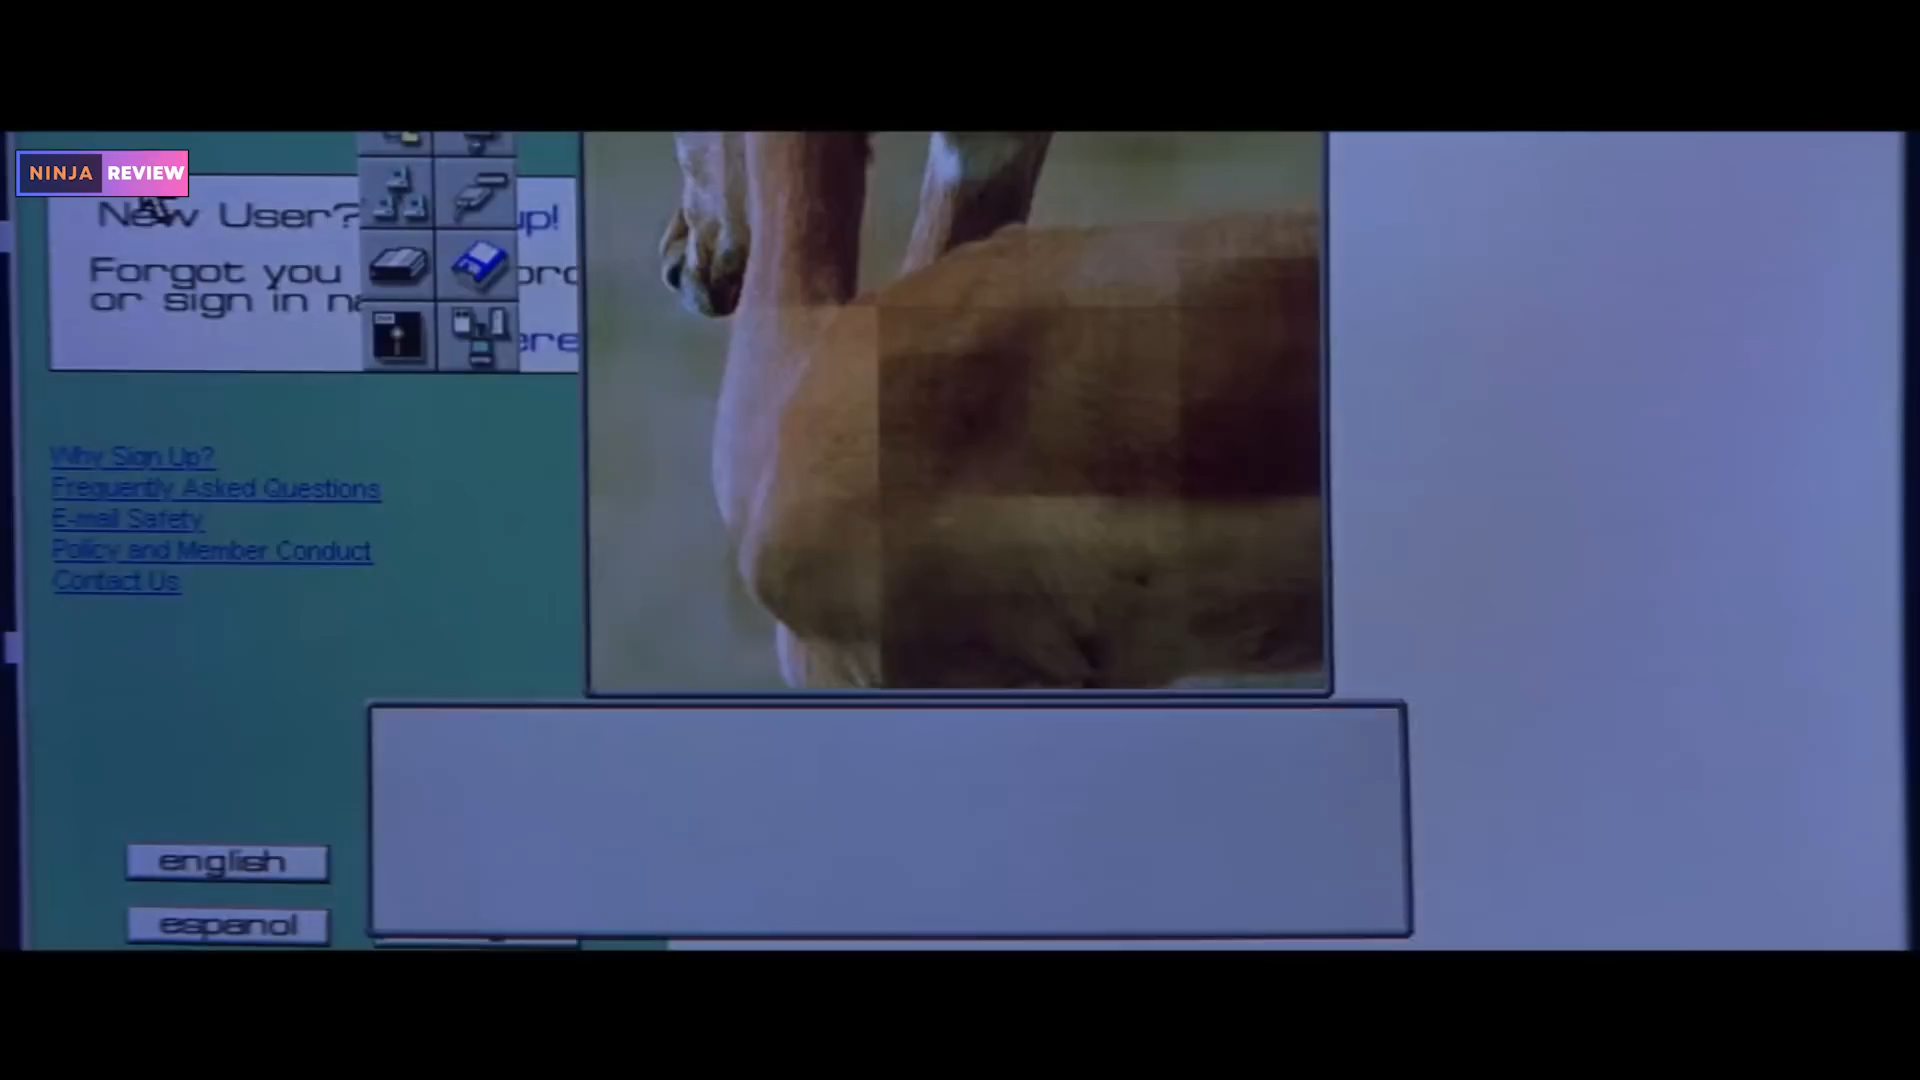 NINJA REVIEW
New User? up!
Forgot you
or sign in
ere
Why Sign Up?
Frequently Asked Questions
E-mail Safety
Policy and Member Conduct
Contact Us
english
espanol